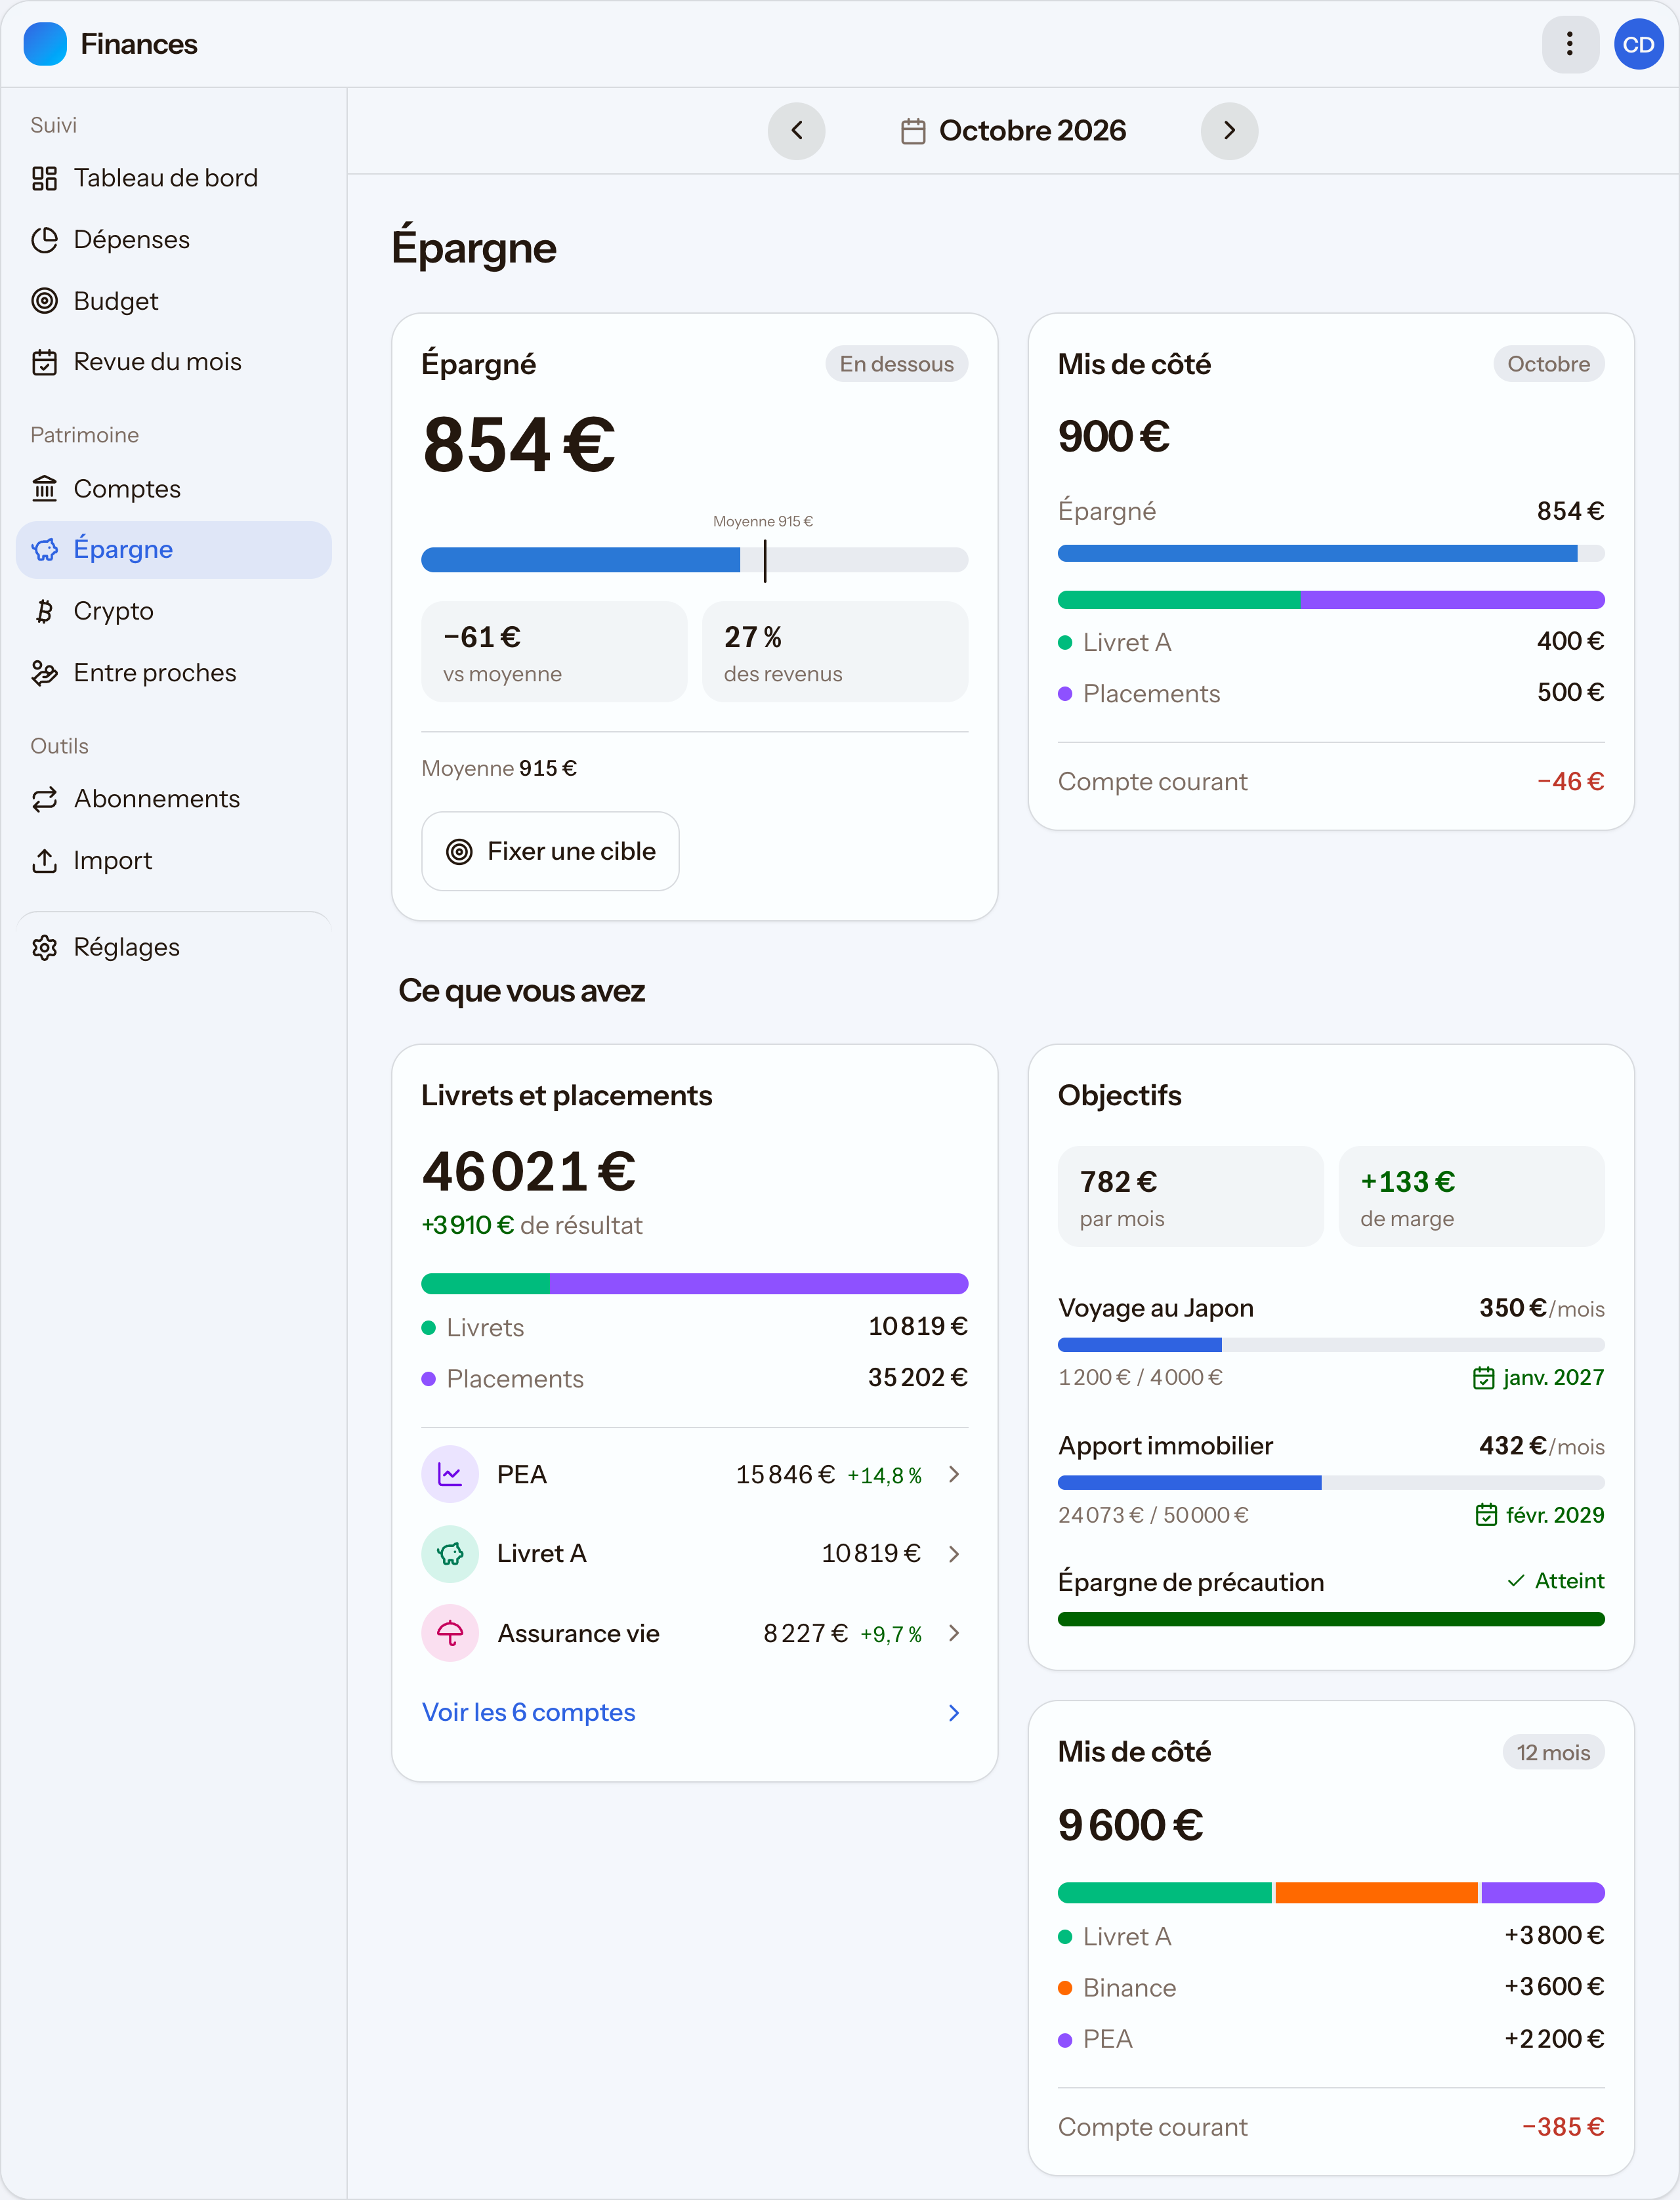 Finances
CD
Suivi
Tableau de bord
Dépenses
Budget
Revue du mois
Patrimoine
Comptes
Épargne
Crypto
Entre proches
Outils
Abonnements
Import
Réglages
Octobre 2026
Épargne
Épargné
En dessous
854 €
Moyenne 915 €
−61 €
vs moyenne
27 %
des revenus
Moyenne 915 €
Fixer une cible
Mis de côté
Octobre
900 €
Épargné 854 €
Livret A 400 €
Placements 500 €
Compte courant −46 €
Ce que vous avez
Livrets et placements
46 021 €
+3 910 € de résultat
Livrets 10 819 €
Placements 35 202 €
PEA 15 846 € +14,8 %
Livret A 10 819 €
Assurance vie 8 227 € +9,7 %
Voir les 6 comptes
Objectifs
782 €
par mois
+133 €
de marge
Voyage au Japon 350 €/mois
1 200 € / 4 000 € janv. 2027
Apport immobilier 432 €/mois
24 073 € / 50 000 € févr. 2029
Épargne de précaution Atteint
Mis de côté
12 mois
9 600 €
Livret A +3 800 €
Binance +3 600 €
PEA +2 200 €
Compte courant −385 €